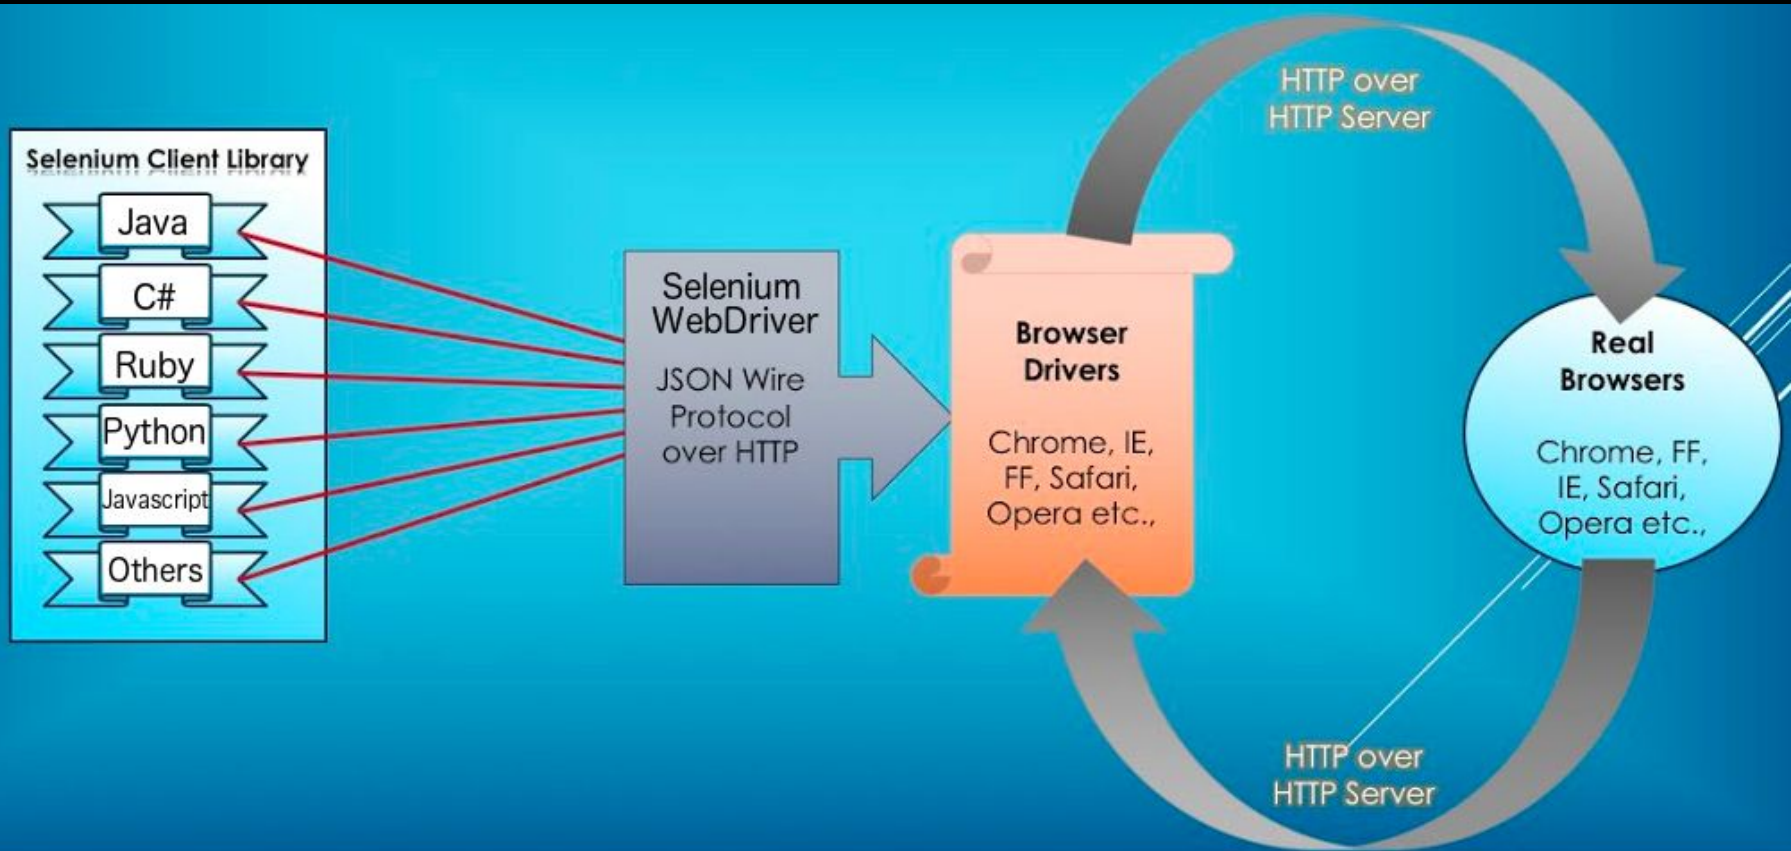 Selenium Client Library
Java
C#
Ruby
Python
Javascript
Others
Selenium
WebDriver
JSON Wire
Protocol
over HTTP
Browser
Drivers
Chrome, IE,
FF, Safari,
Opera etc.,
HTTP over
HTTP Server
Real
Browsers
Chrome, FF,
IE, Safari,
Opera etc.,
HTTP over
HTTP Server